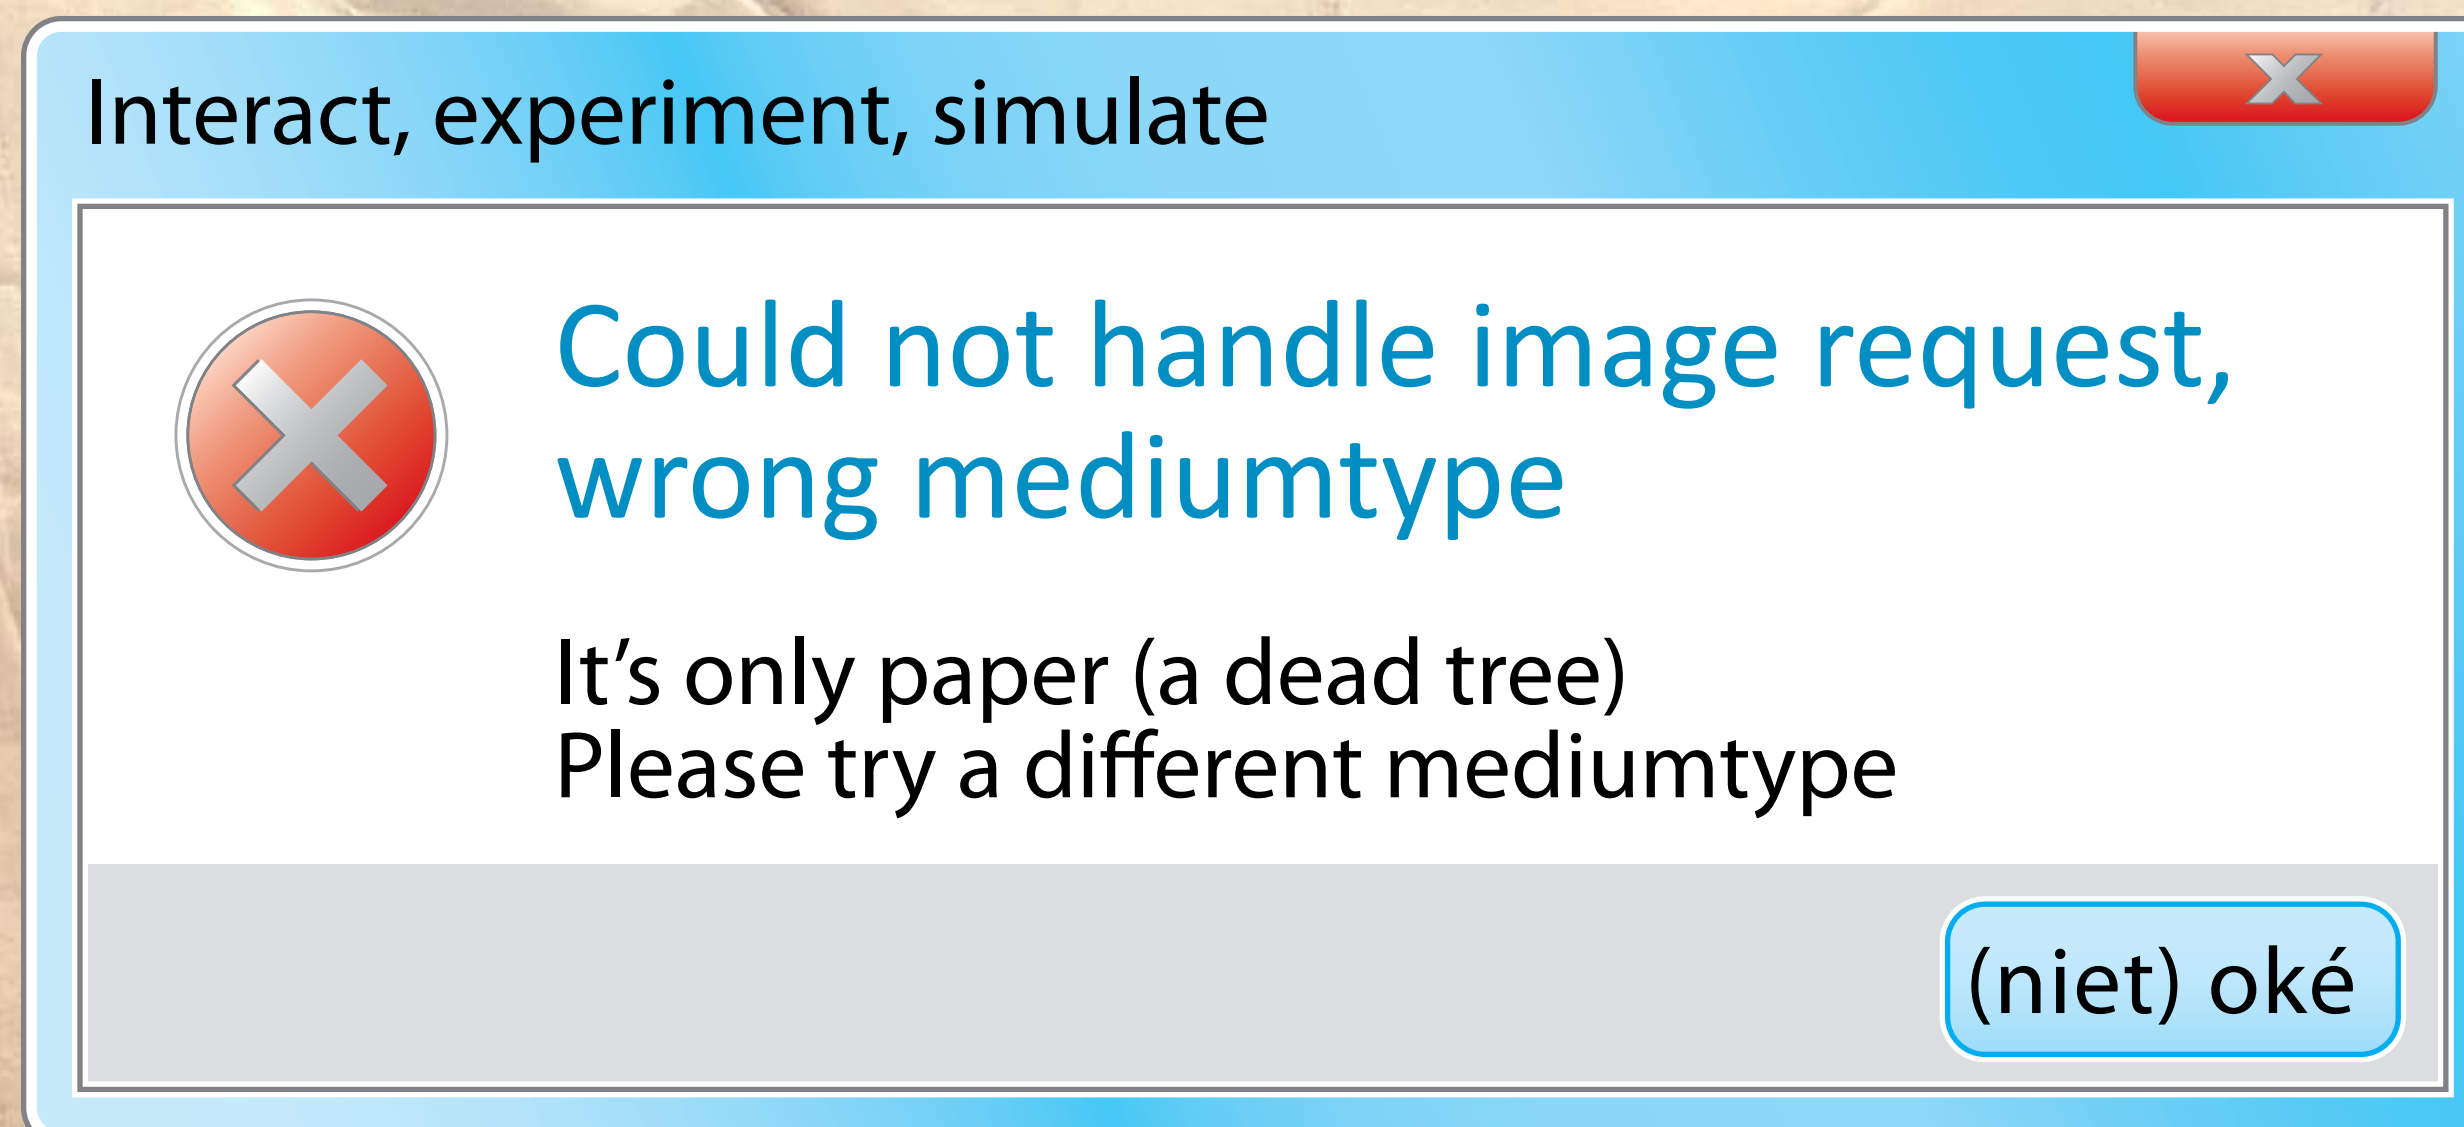 Interact, experiment, simulate
Could not handle image request,
wrong mediumtype
It’s only paper (a dead tree)
Please try a different mediumtype
(niet) oké